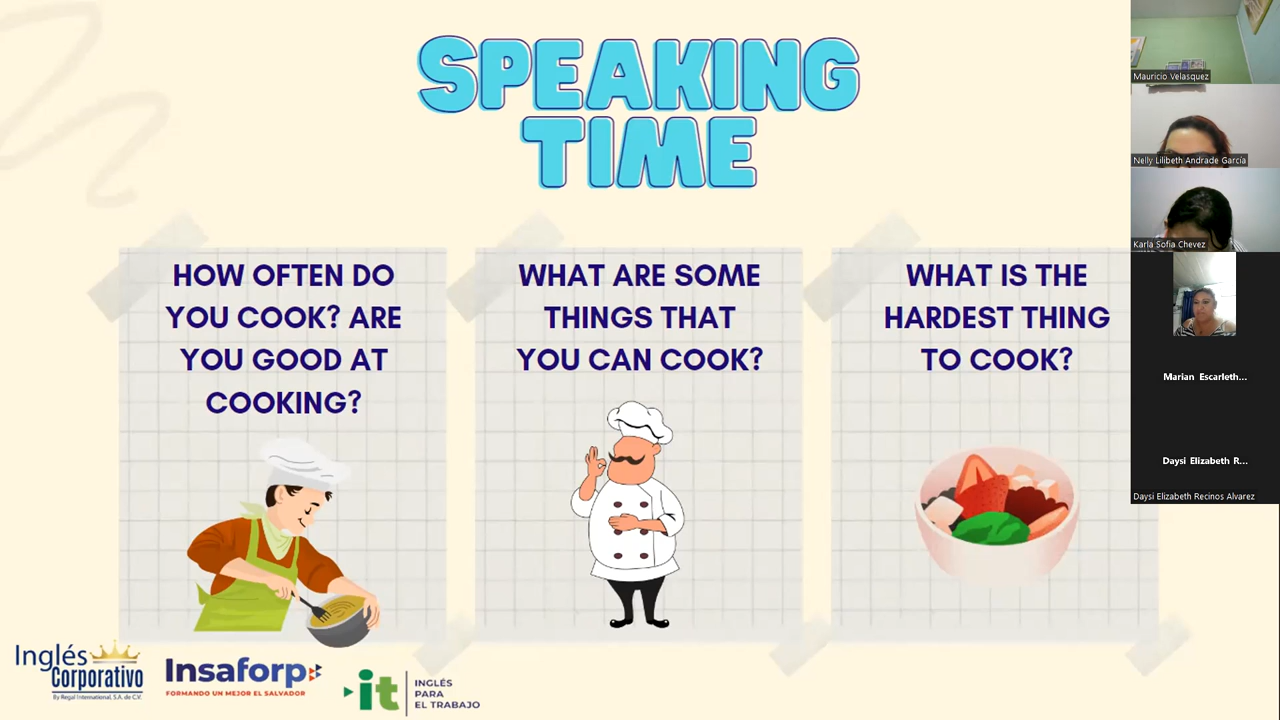 SPEAKING
TIME
HOW OFTEN DO
YOU COOK? ARE
YOU GOOD AT
COOKING?
WHAT ARE SOME
THINGS THAT
YOU CAN COOK?
WHAT IS THE
HARDEST THING
TO COOK?
Inglés
Corporativo
By Regal International, S.A. de C.V.
Insaforp
FORMANDO UN MEJOR EL SALVADOR
it
INGLÉS
PARA
EL TRABAJO
Mauricio Velasquez
Nelly Lilibeth Andrade García
Karla Sofia Chevez
Marian Escarleth...
Daysi Elizabeth R...
Daysi Elizabeth Recinos Alvarez